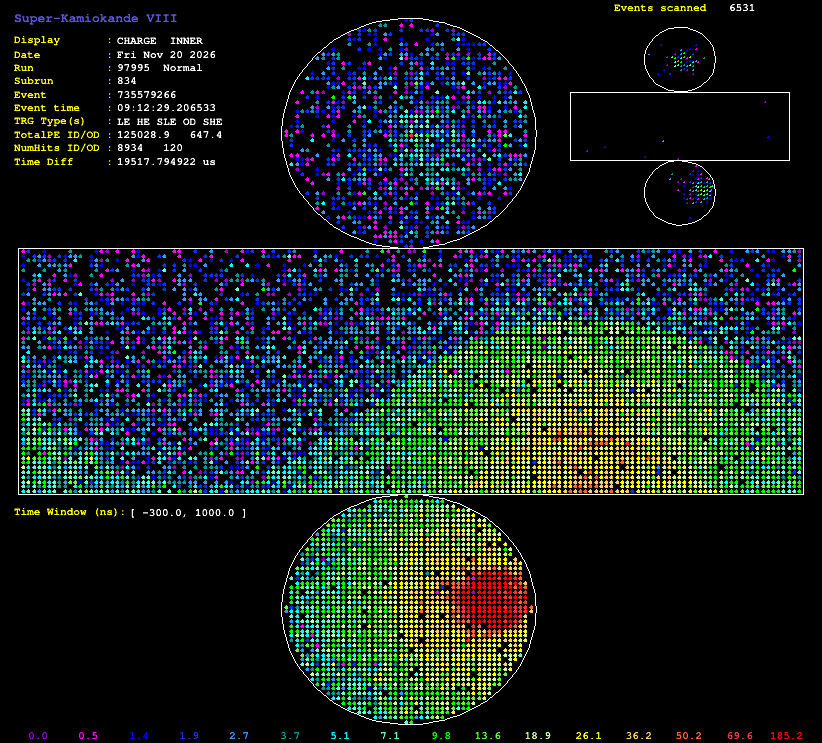 Super-Kamiokande VIII
Events scanned 6531
Display : CHARGE INNER
Date : Fri Nov 20 2026
Run : 97995 Normal
Subrun : 834
Event : 735579266
Event time : 09:12:29.206533
TRG Type(s) : LE HE SLE OD SHE
TotalPE ID/OD : 125028.9 647.4
NumHits ID/OD : 8934 120
Time Diff : 19517.794922 us
Time Window (ns): [ -300.0, 1000.0 ]
0.0 0.5 1.4 1.9 2.7 3.7 5.1 7.1 9.8 13.6 18.9 26.1 36.2 50.2 69.6 185.2